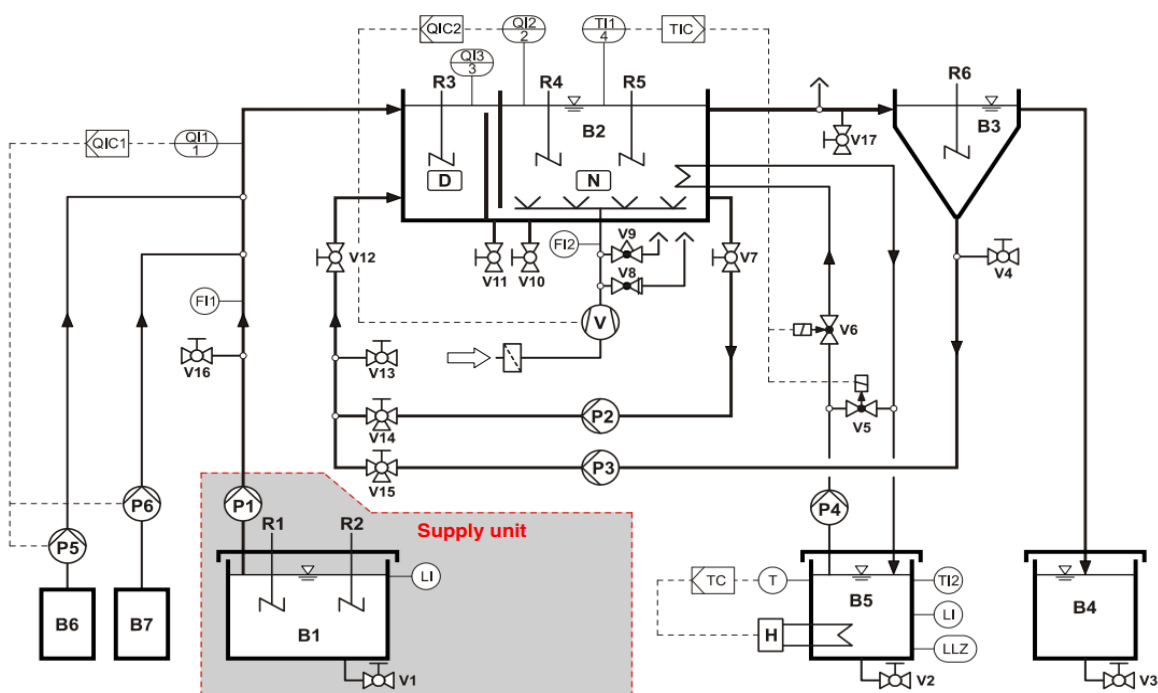 QIC2
QI2
2
TI1
4
TIC
QI3
3
R3
R4
R5
R6
B2
B3
QIC1
QI1
1
V17
D
N
V12
V11
V10
FI2
V9
V8
V7
V4
FI1
V
V6
V16
V13
V5
V14
P2
V15
P3
P1
P6
P5
P4
R1
R2
Supply unit
LI
TC
T
TI2
B6
B7
B1
B5
LI
B4
H
LLZ
V1
V2
V3